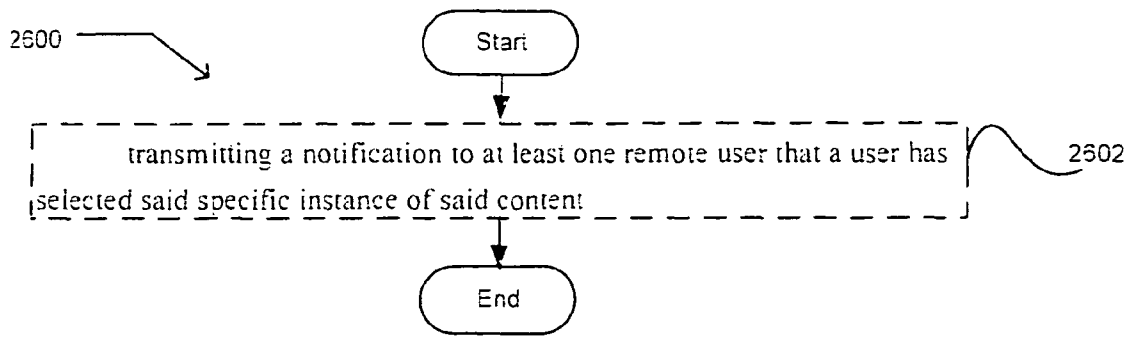 2600
Start
transmitting a notification to at least one remote user that a user has
selected said specific instance of said content
2602
End